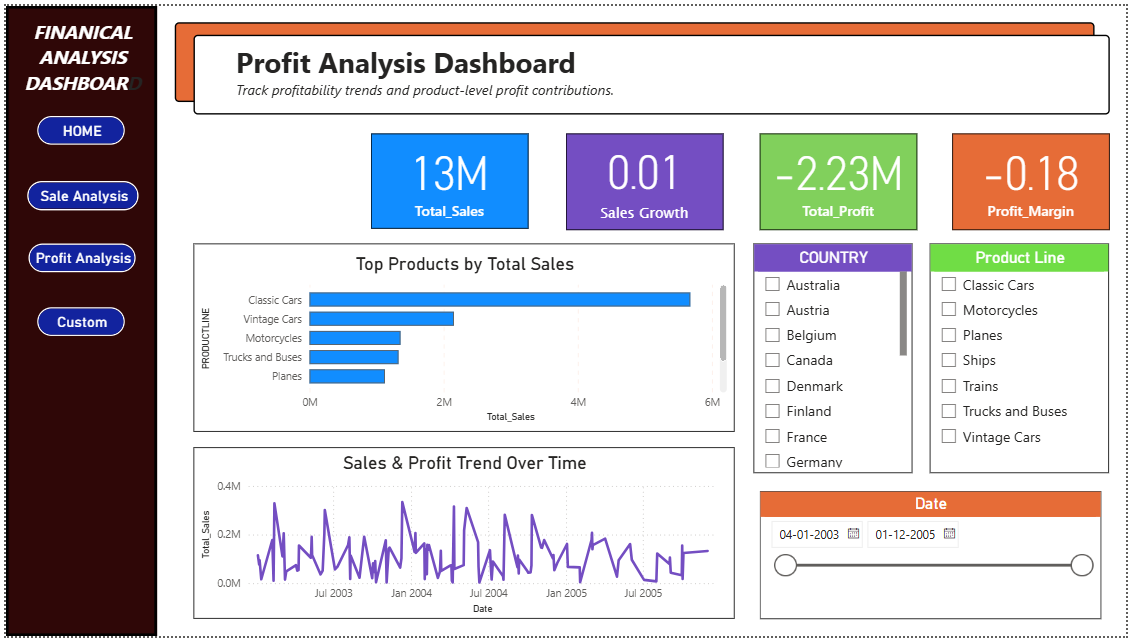 FINANICAL
ANALYSIS
DASHBOARD
HOME
Sale Analysis
Profit Analysis
Custom
Profit Analysis Dashboard
Track profitability trends and product-level profit contributions.
13M
Total_Sales
0.01
Sales Growth
-2.23M
Total_Profit
-0.18
Profit_Margin
Top Products by Total Sales
PRODUCTLINE
Classic Cars
Vintage Cars
Motorcycles
Trucks and Buses
Planes
0M 2M 4M 6M
Total_Sales
COUNTRY
Australia
Austria
Belgium
Canada
Denmark
Finland
France
Germany
Product Line
Classic Cars
Motorcycles
Planes
Ships
Trains
Trucks and Buses
Vintage Cars
Sales & Profit Trend Over Time
Total_Sales
0.4M
0.2M
0.0M
Jul 2003 Jan 2004 Jul 2004 Jan 2005 Jul 2005
Date
Date
04-01-2003 01-12-2005